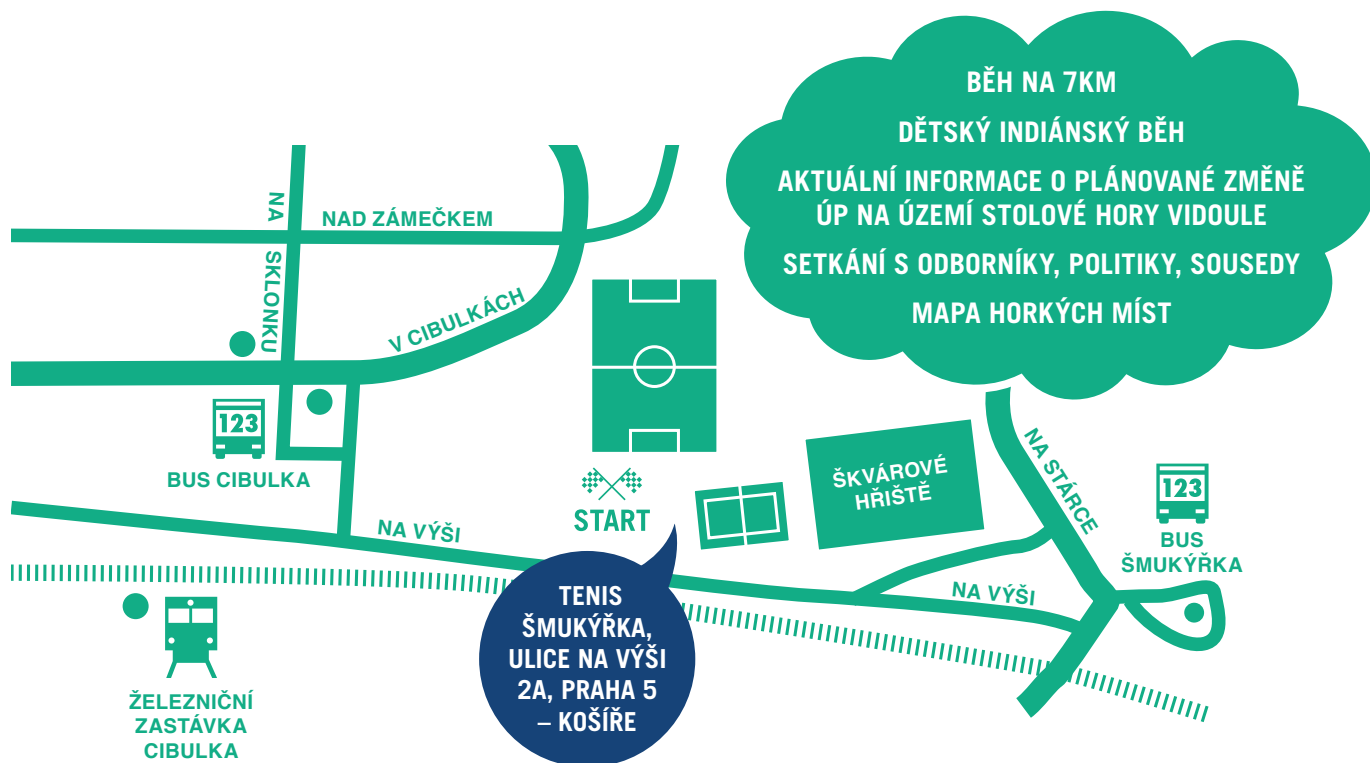 BĚH NA 7KM
DĚTSKÝ INDIÁNSKÝ BĚH
AKTUÁLNÍ INFORMACE O PLÁNOVANÉ ZMĚNĚ
ÚP NA ÚZEMÍ STOLOVÉ HORY VIDOULE
SETKÁNÍ S ODBORNÍKY, POLITIKY, SOUSEDY
MAPA HORKÝCH MÍST
NA SKLONKU
NAD ZÁMEČKEM
V CIBULKÁCH
123
BUS CIBULKA
START
ŠKVÁROVÉ
HŘIŠTĚ
NA STÁRCE
123
BUS
ŠMUKÝŘKA
NA VÝŠI
NA VÝŠI
TENIS
ŠMUKÝŘKA,
ULICE NA VÝŠI
2A, PRAHA 5
– KOŠÍŘE
ŽELEZNIČNÍ
ZASTÁVKA
CIBULKA